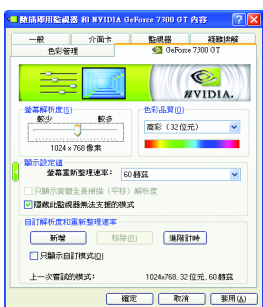 隨插即用監視器 和 NVIDIA GeForce 7300 GT 內容
一般 介面卡 監視器 疑難排解
色彩管理 GeForce 7300 GT
NVIDIA.
螢幕解析度(S) 色彩品質(Q)
較少 較多
高彩 (32 位元)
1024 x 768 像素
顯示設定值
螢幕重新整理速率: 60 赫茲
只顯示實體全景掃描 (平移) 解析度
隱藏此監視器無法支援的模式
自訂解析度和重新整理速率
新增 移除(R) 進階計時
只顯示自訂模式(O)
上一次嘗試的模式: 1024x768, 32 位元, 60 赫茲
確定 取消 套用(A)